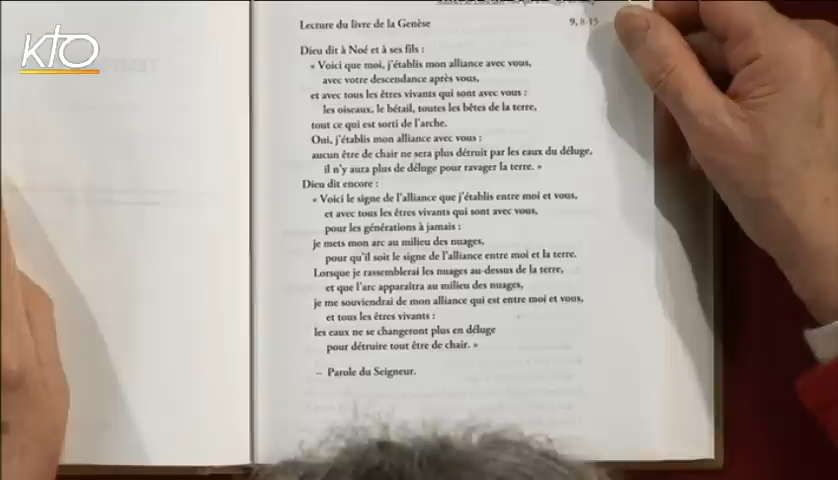 KTO
Lecture du livre de la Genèse 9, 8-15
Dieu dit à Noé et à ses fils :
« Voici que moi, j'établis mon alliance avec vous,
avec votre descendance après vous,
et avec tous les êtres vivants qui sont avec vous :
les oiseaux, le bétail, toutes les bêtes de la terre,
tout ce qui est sorti de l'arche.
Oui, j'établis mon alliance avec vous :
aucun être de chair ne sera plus détruit par les eaux du déluge,
il n'y aura plus de déluge pour ravager la terre. »
Dieu dit encore :
« Voici le signe de l'alliance que j'établis entre moi et vous,
et avec tous les êtres vivants qui sont avec vous,
pour les générations à jamais :
je mets mon arc au milieu des nuages,
pour qu'il soit le signe de l'alliance entre moi et la terre.
Lorsque je rassemblerai les nuages au-dessus de la terre,
et que l'arc apparaîtra au milieu des nuages,
je me souviendrai de mon alliance qui est entre moi et vous,
et tous les êtres vivants :
les eaux ne se changeront plus en déluge
pour détruire tout être de chair. »
– Parole du Seigneur.